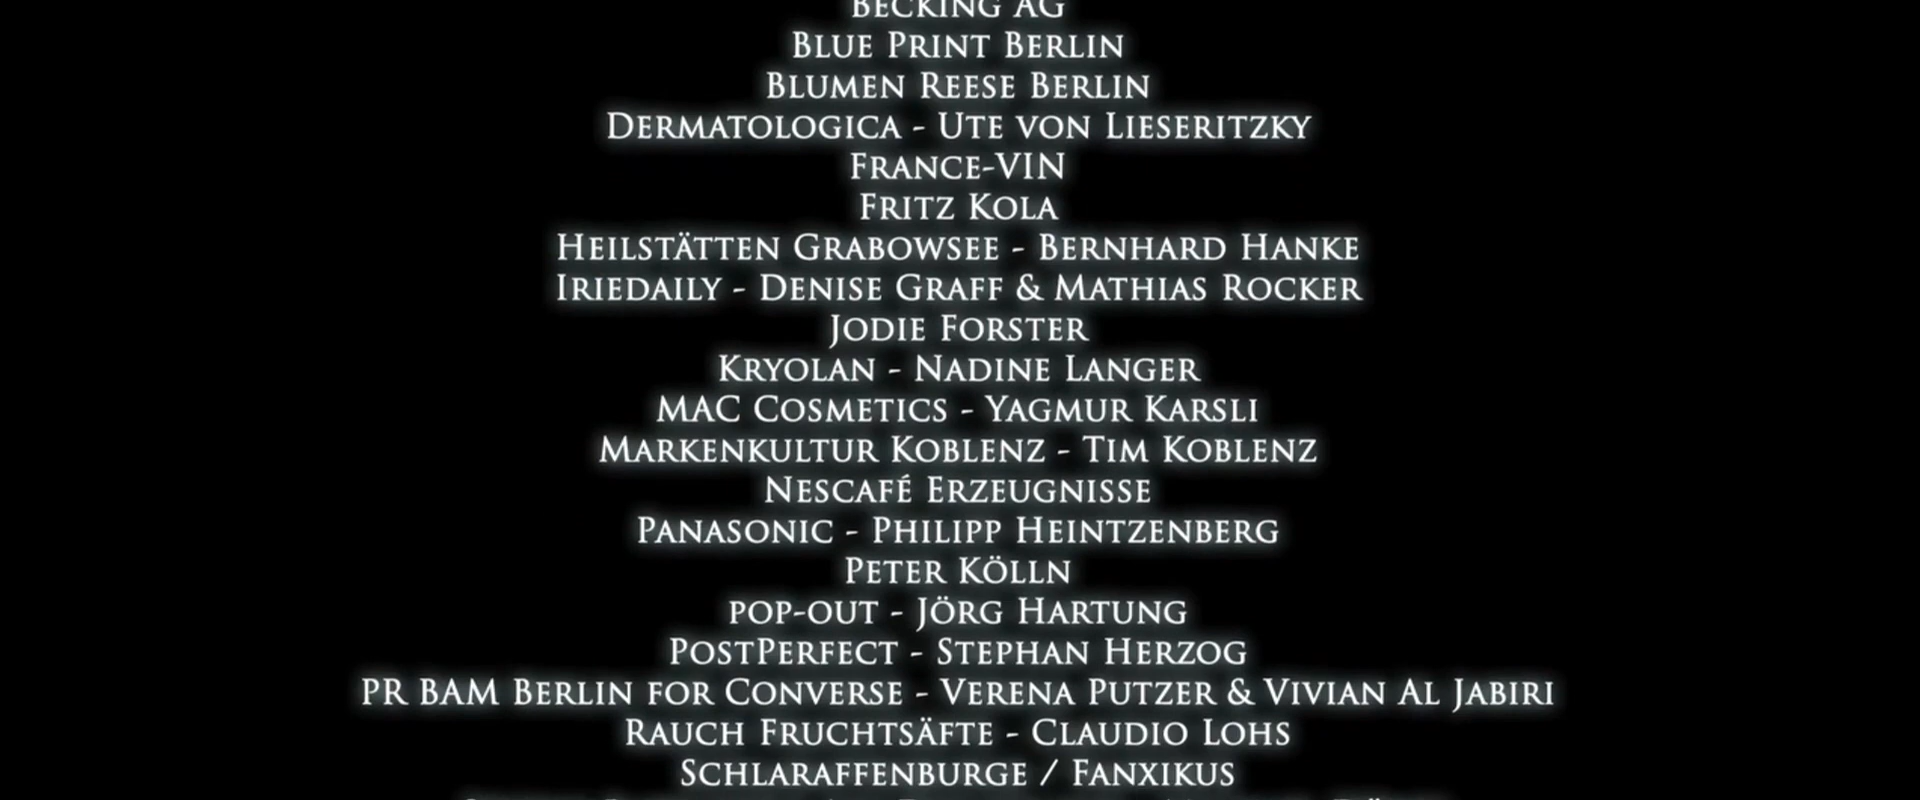 Becking AG
Blue Print Berlin
Blumen Reese Berlin
Dermatologica - Ute von Lieseritzky
France-VIN
Fritz Kola
Heilstätten Grabowsee - Bernhard Hanke
Iriedaily - Denise Graff & Mathias Rocker
Jodie Forster
Kryolan - Nadine Langer
MAC Cosmetics - Yagmur Karsli
Markenkultur Koblenz - Tim Koblenz
Nescafé Erzeugnisse
Panasonic - Philipp Heintzenberg
Peter Kölln
pop-out - Jörg Hartung
PostPerfect - Stephan Herzog
PR BAM Berlin for Converse - Verena Putzer & Vivian Al Jabiri
Rauch Fruchtsäfte - Claudio Lohs
Schlaraffenburge / Fanxikus